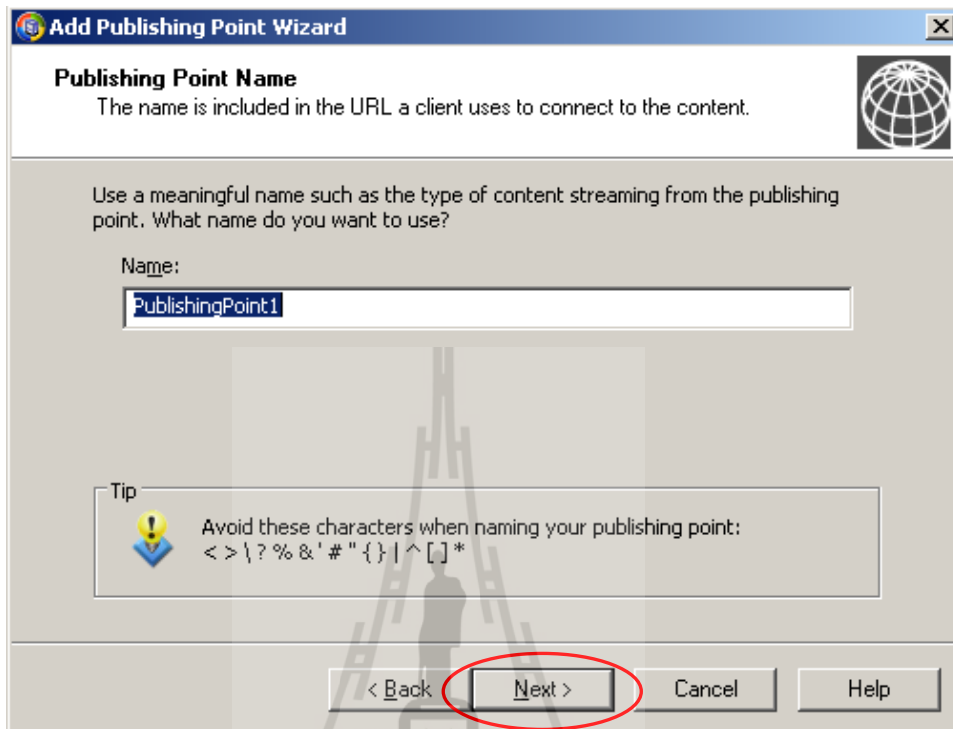 Add Publishing Point Wizard
Publishing Point Name
The name is included in the URL a client uses to connect to the content.
Use a meaningful name such as the type of content streaming from the publishing
point. What name do you want to use?
Name:
PublishingPoint1
Tip
Avoid these characters when naming your publishing point:
< > \ ? % & ' # " { } | ^ [ ] *
< Back
Next >
Cancel
Help